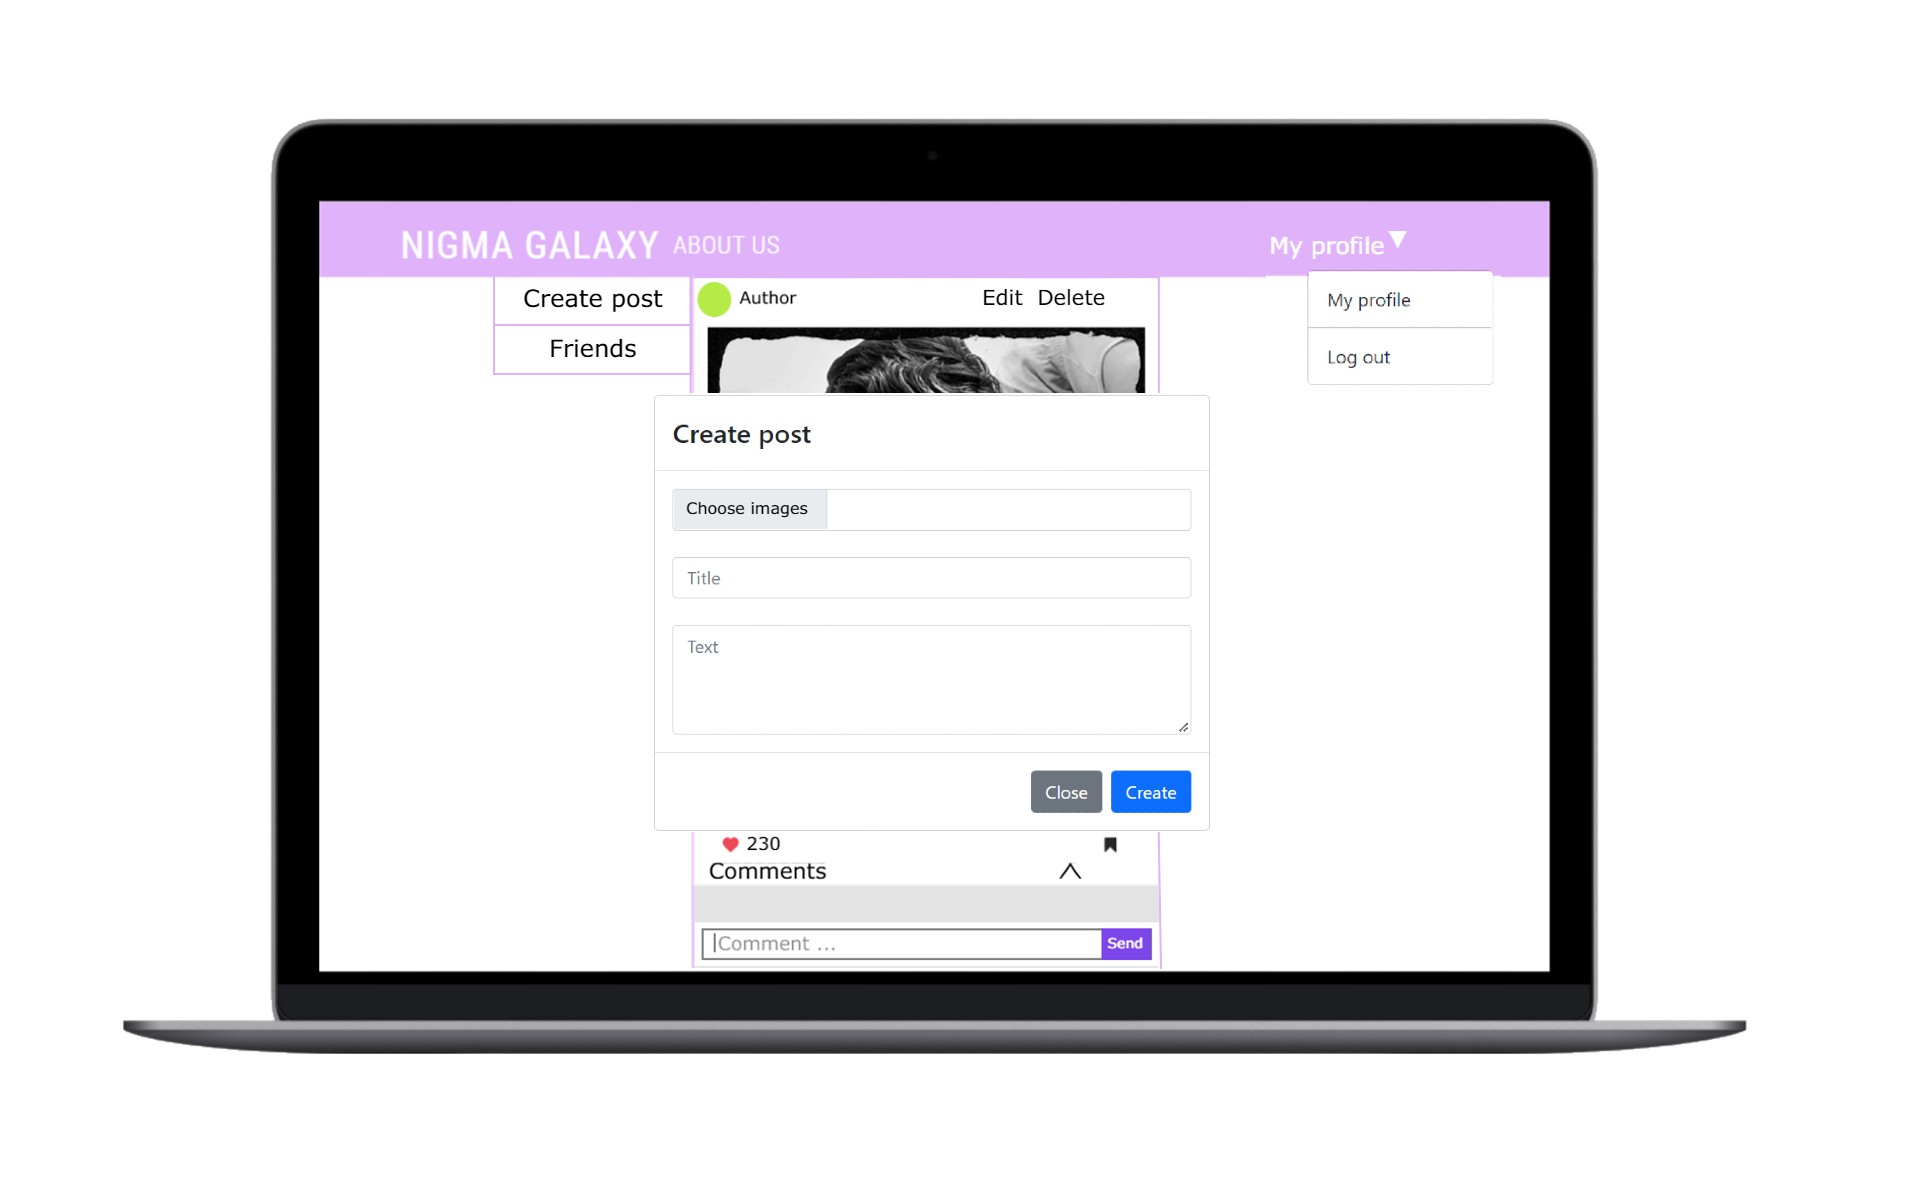 NIGMA GALAXY ABOUT US My profile
Create post
Friends
Author Edit Delete
My profile
Log out
Create post
Choose images
Title
Text
Close Create
230
Comments
Comment ... Send